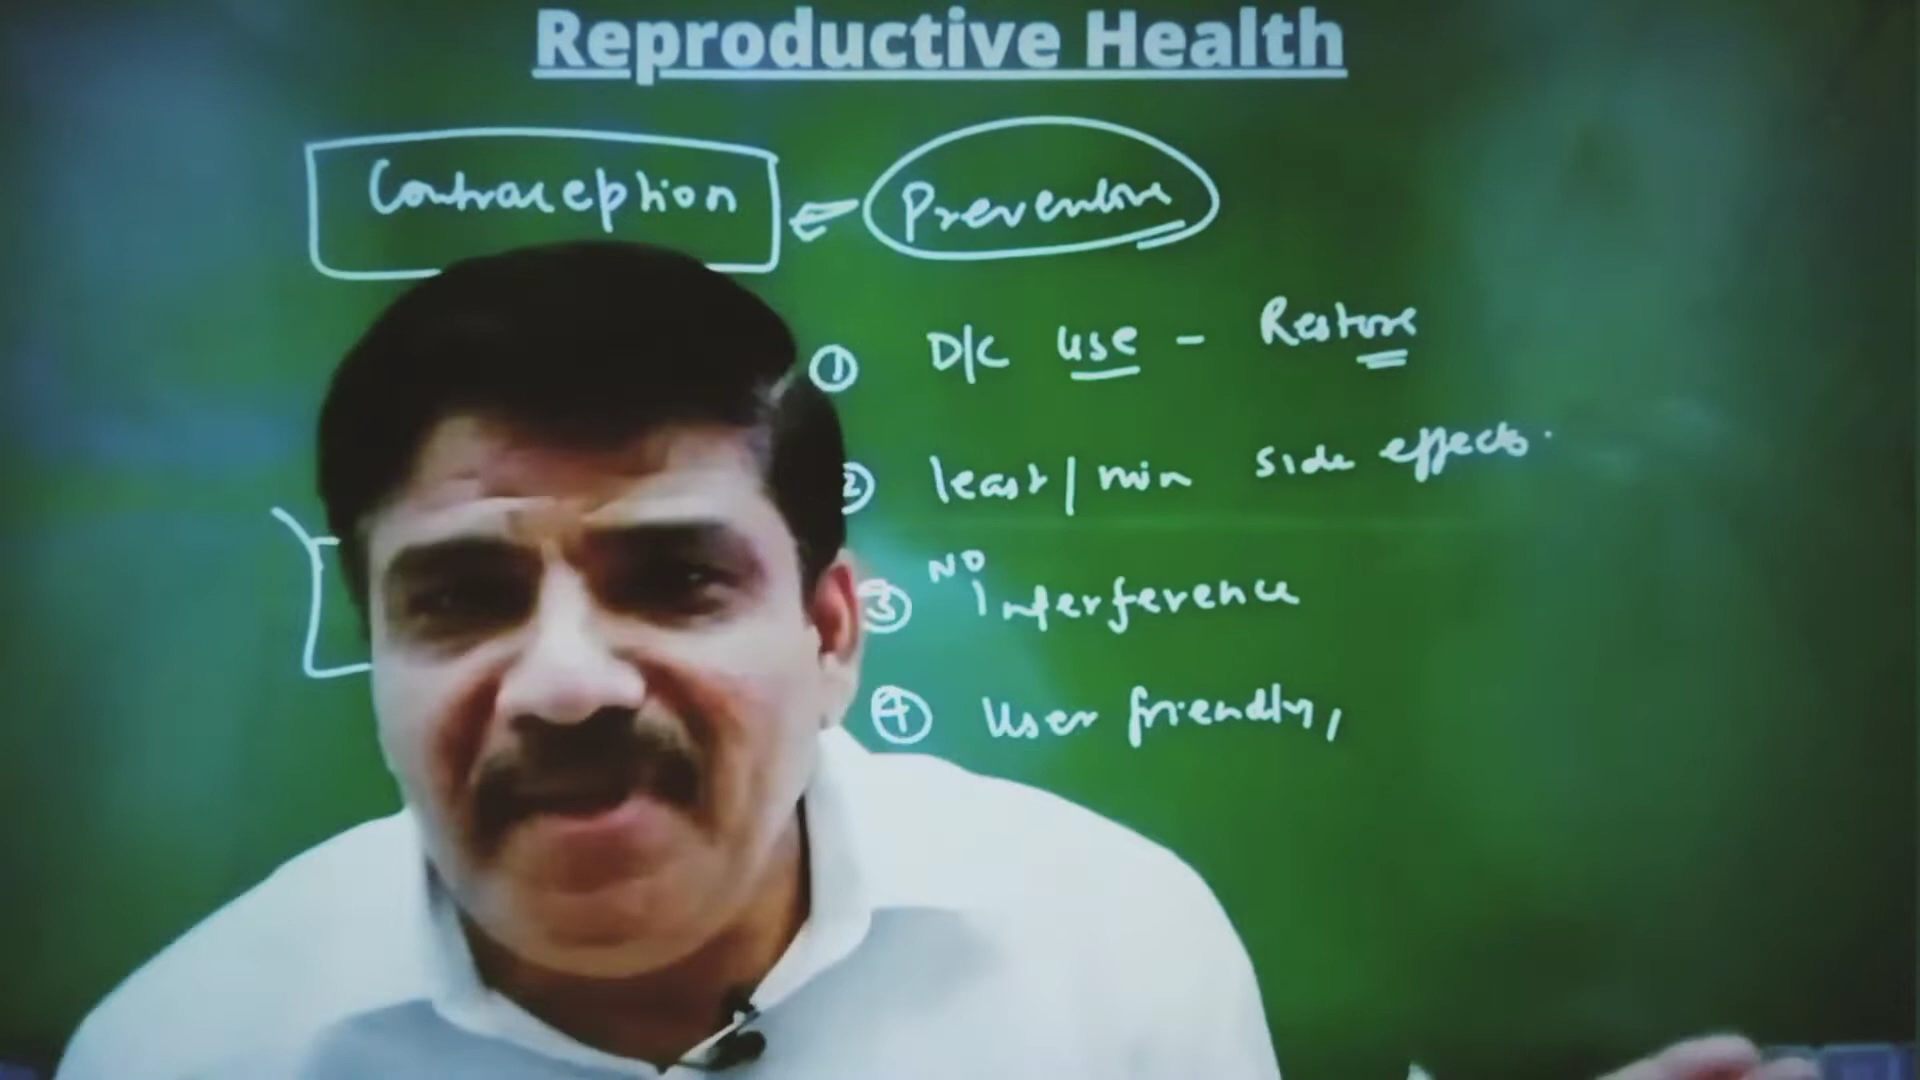 Reproductive Health
Contraception
Preventive
① D/C use - Restore
② least / min side effects.
③ NO Interference
④ User friendly,